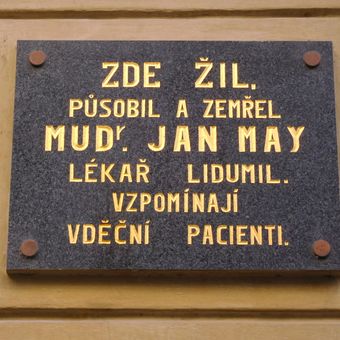 ZDE ŽIL.
PŮSOBIL A ZEMŘEL
MUDr. JAN MAY
LÉKAŘ LIDUMIL.
VZPOMÍNAJÍ
VDĚČNÍ PACIENTI.